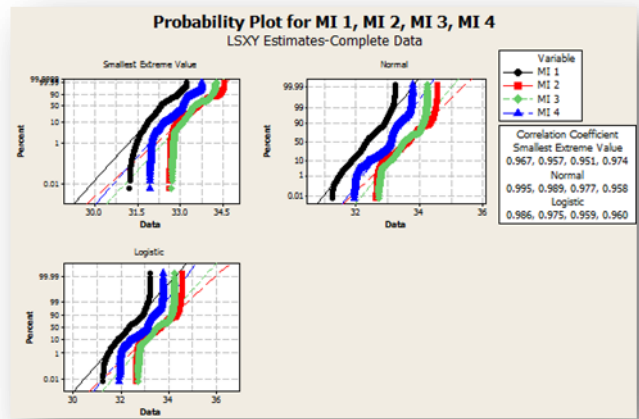 Probability Plot for MI 1, MI 2, MI 3, MI 4
LSXY Estimates-Complete Data
Smallest Extreme Value
Percent
99.99
90
50
10
1
0.01
30.0 31.5 33.0 34.5
Data
Normal
Percent
99.99
99
90
50
10
1
0.01
32 34 36
Data
Logistic
Percent
99.99
99
90
50
10
1
0.01
30 32 34 36
Data
Variable
MI 1
MI 2
MI 3
MI 4
Correlation Coefficient
Smallest Extreme Value
0.967, 0.957, 0.951, 0.974
Normal
0.995, 0.989, 0.977, 0.958
Logistic
0.986, 0.975, 0.959, 0.960